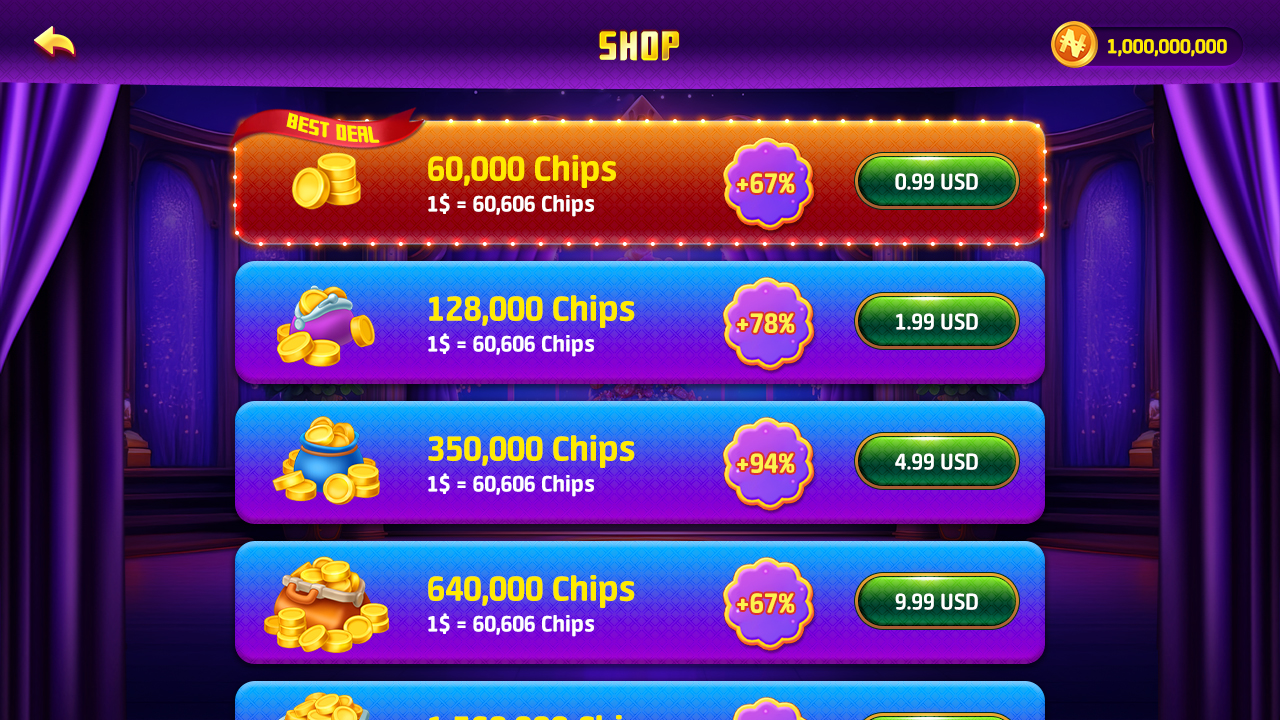 SHOP
1,000,000,000
BEST DEAL
60,000 Chips
1$ = 60,606 Chips
+67%
0.99 USD
128,000 Chips
1$ = 60,606 Chips
+78%
1.99 USD
350,000 Chips
1$ = 60,606 Chips
+94%
4.99 USD
640,000 Chips
1$ = 60,606 Chips
+67%
9.99 USD